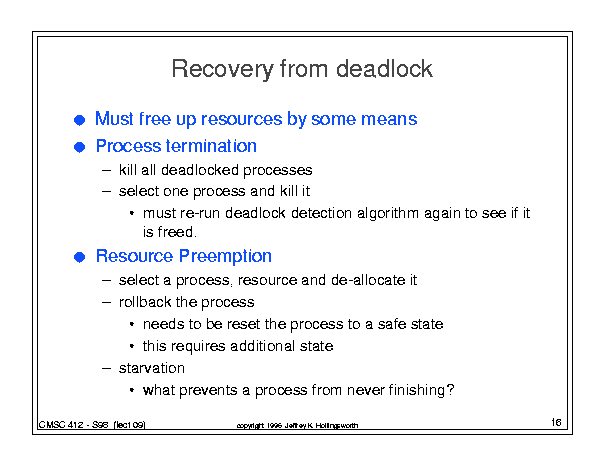 Recovery from deadlock
● Must free up resources by some means
● Process termination
– kill all deadlocked processes
– select one process and kill it
• must re-run deadlock detection algorithm again to see if it
is freed.
● Resource Preemption
– select a process, resource and de-allocate it
– rollback the process
• needs to be reset the process to a safe state
• this requires additional state
– starvation
• what prevents a process from never finishing?
CMSC 412 - S98 (lect 09)
copyright 1996 Jeffrey K. Hollingsworth
16